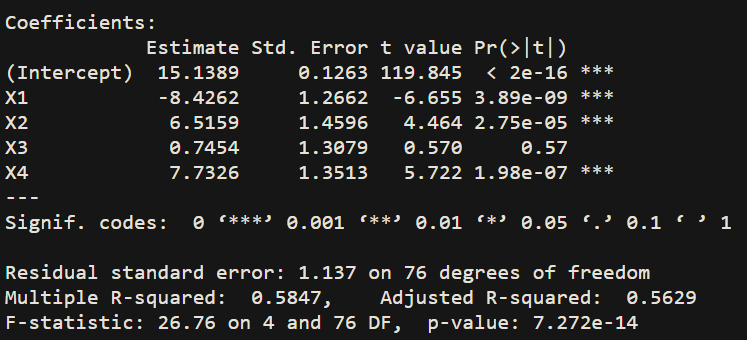 Coefficients:
            Estimate Std. Error t value Pr(>|t|)
(Intercept)  15.1389     0.1263 119.845  < 2e-16 ***
X1           -8.4262     1.2662  -6.655 3.89e-09 ***
X2            6.5159     1.4596   4.464 2.75e-05 ***
X3            0.7454     1.3079   0.570     0.57
X4            7.7326     1.3513   5.722 1.98e-07 ***
---
Signif. codes:  0 ‘***’ 0.001 ‘**’ 0.01 ‘*’ 0.05 ‘.’ 0.1 ‘ ’ 1

Residual standard error: 1.137 on 76 degrees of freedom
Multiple R-squared:  0.5847,    Adjusted R-squared:  0.5629
F-statistic: 26.76 on 4 and 76 DF,  p-value: 7.272e-14